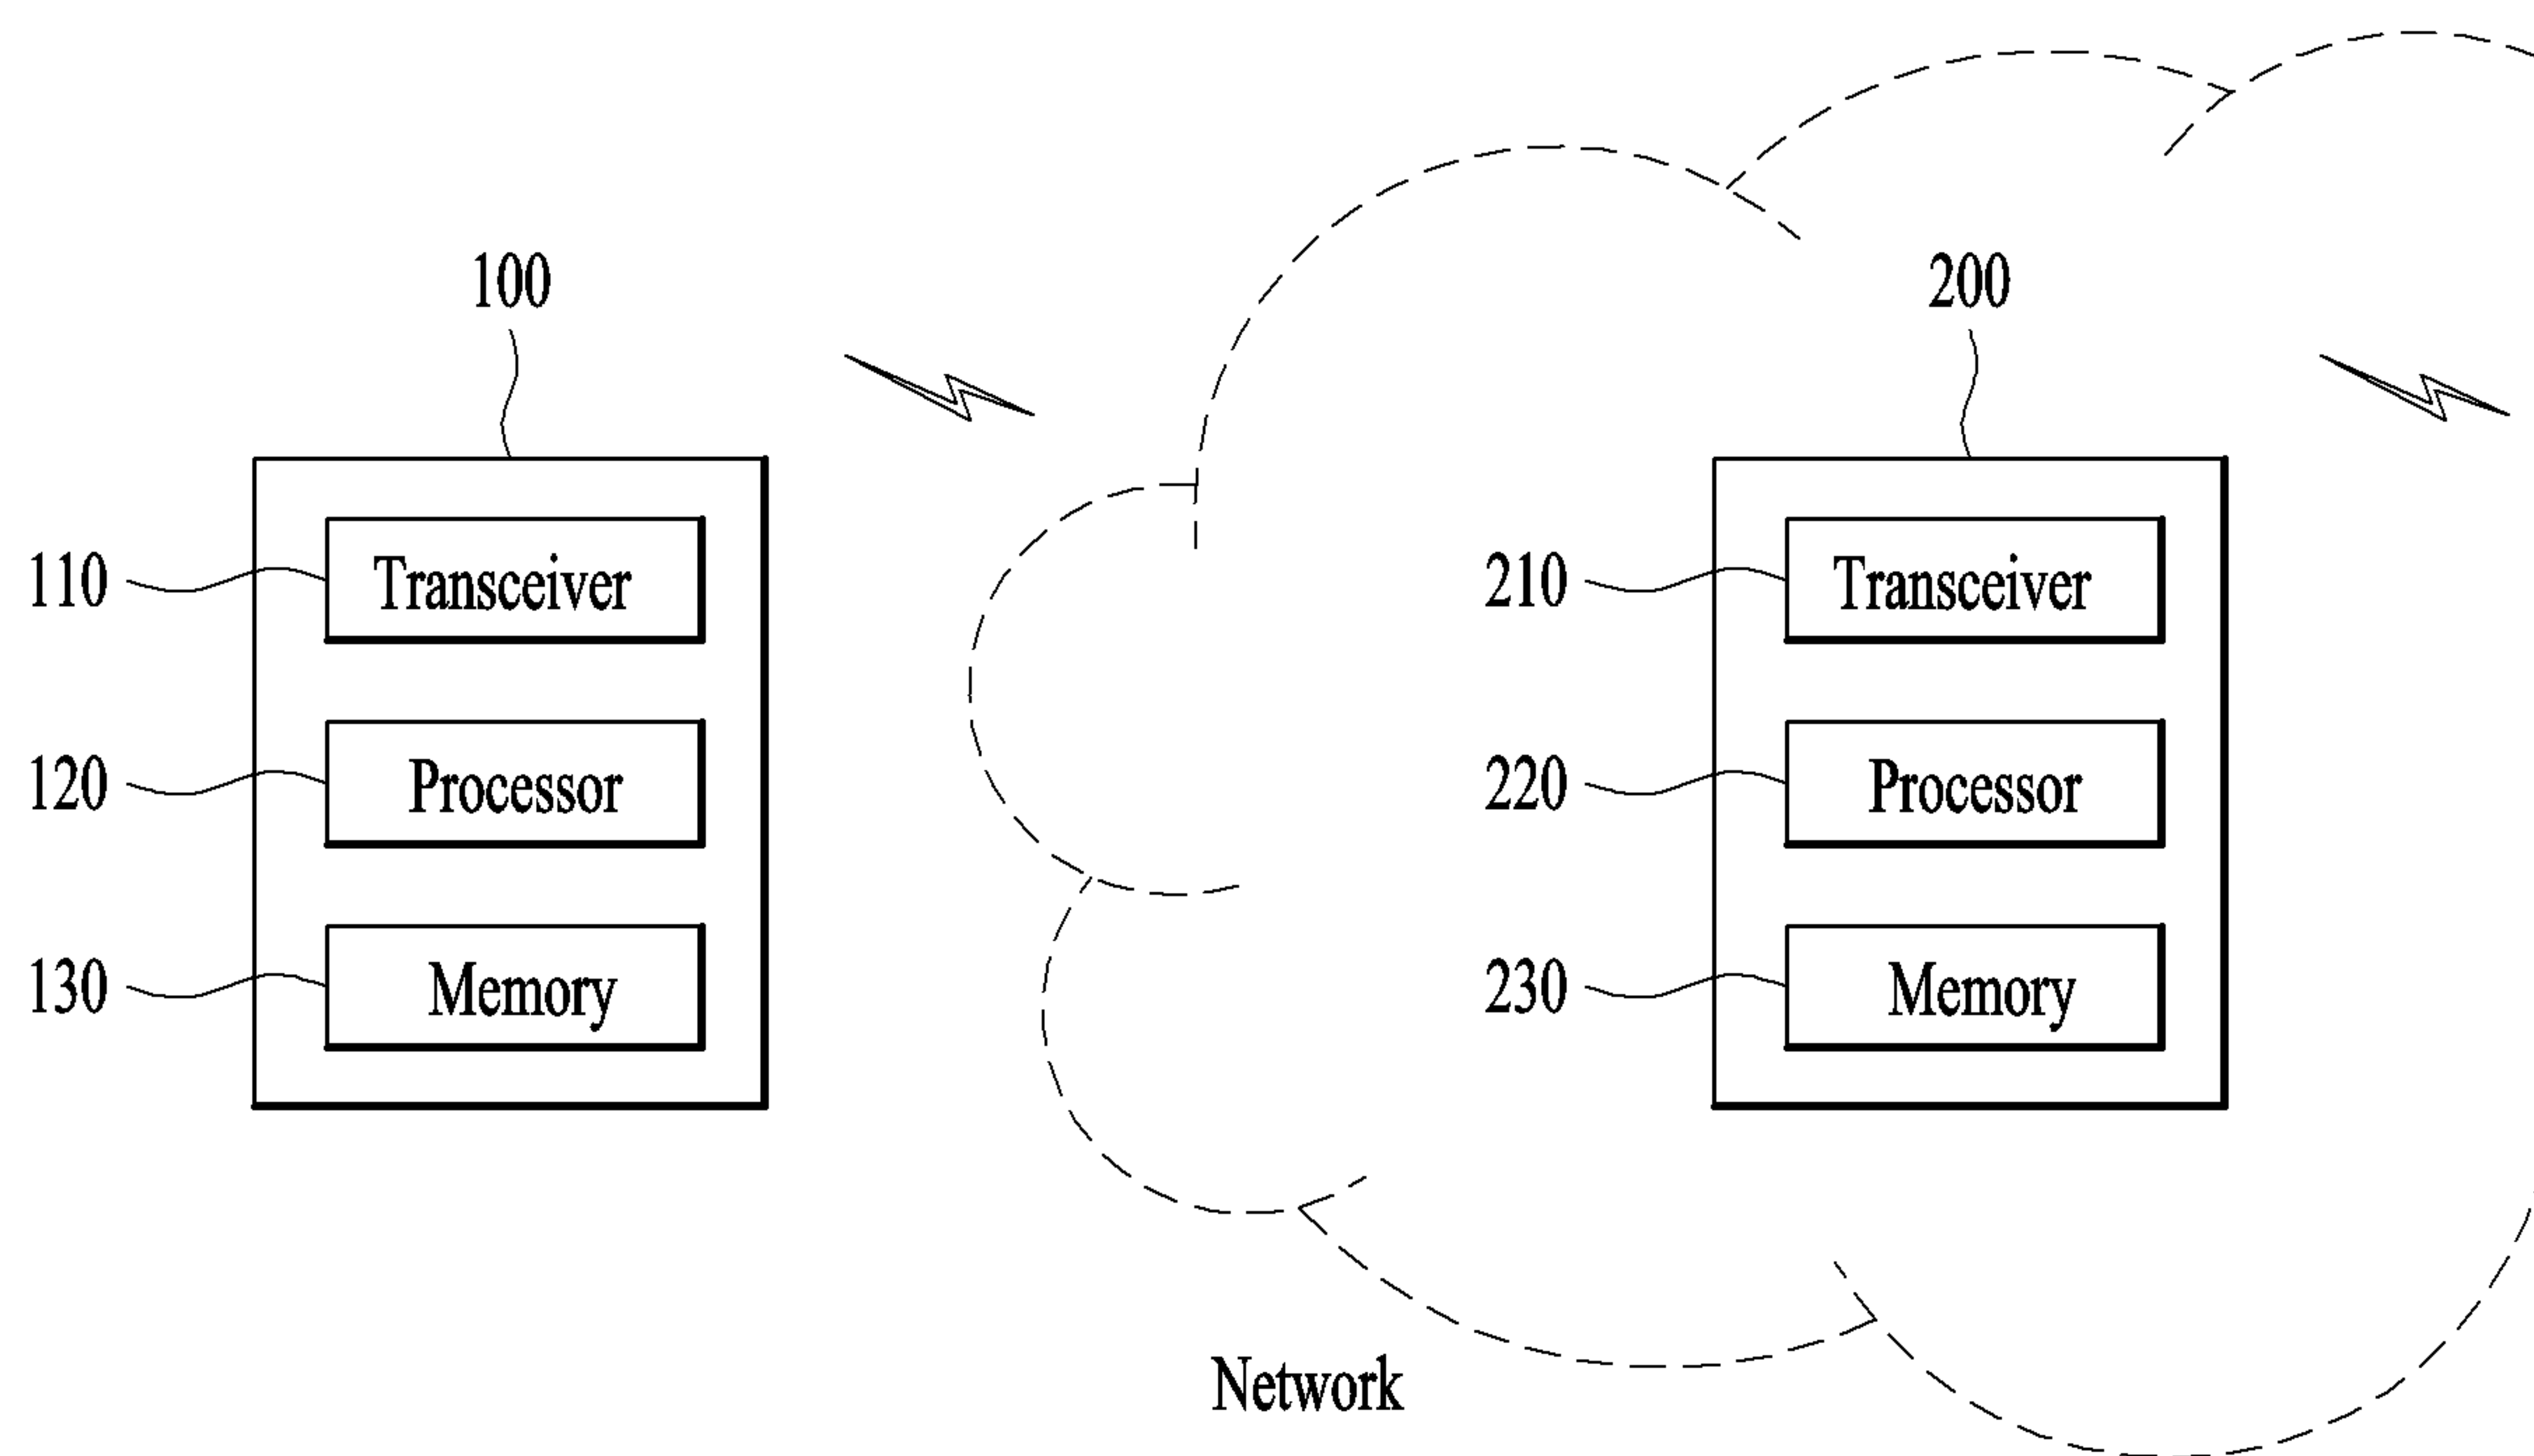 100
200
110 Transceiver
210 Transceiver
120 Processor
220 Processor
130 Memory
230 Memory
Network